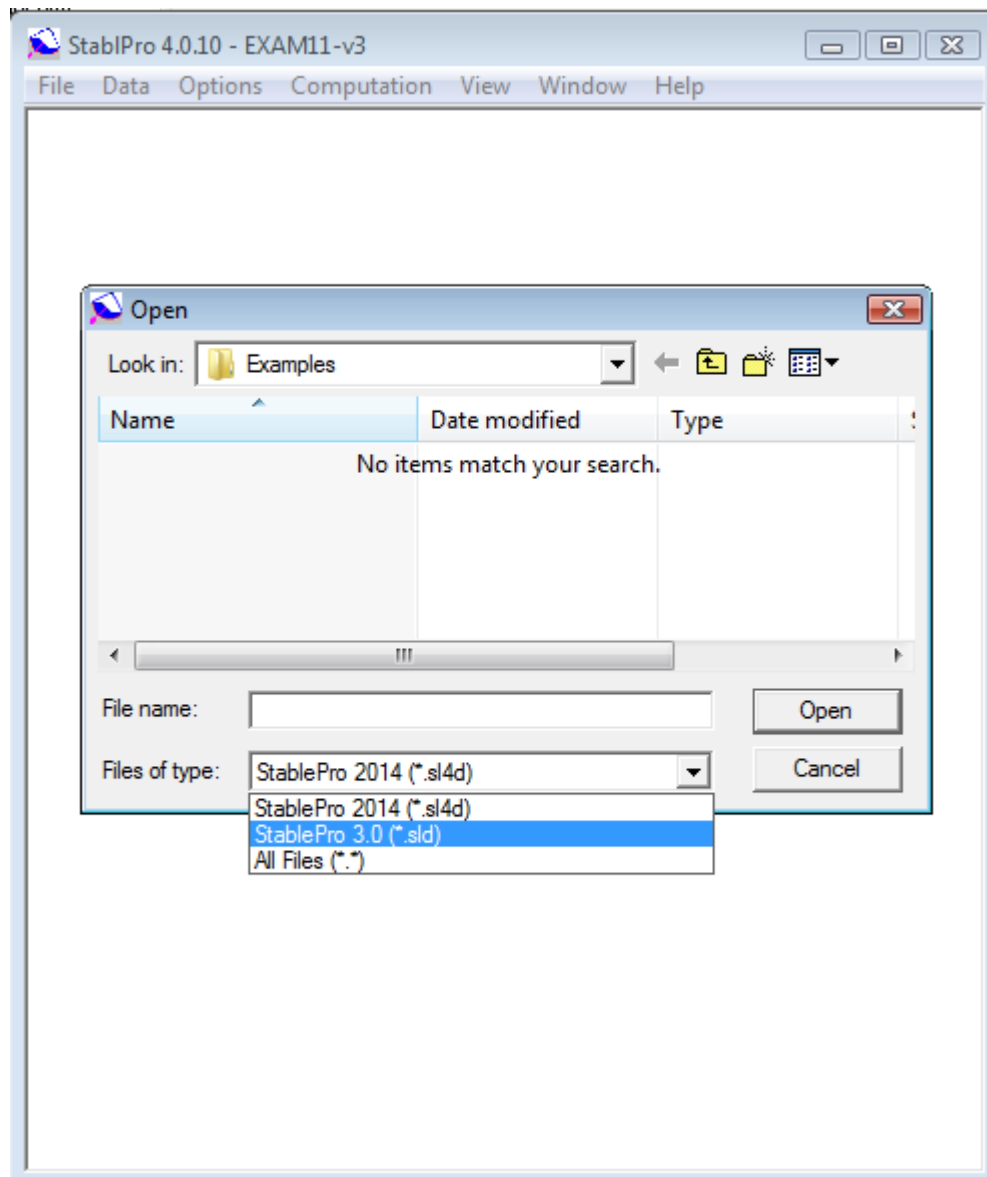 StablPro 4.0.10 - EXAM11-v3
File Data Options Computation View Window Help
Open
Look in: Examples
Name Date modified Type
No items match your search.
File name: Open
Files of type: StablePro 2014 (*.sl4d) Cancel
StablePro 2014 (*.sl4d)
StablePro 3.0 (*.sld)
All Files (*.*)